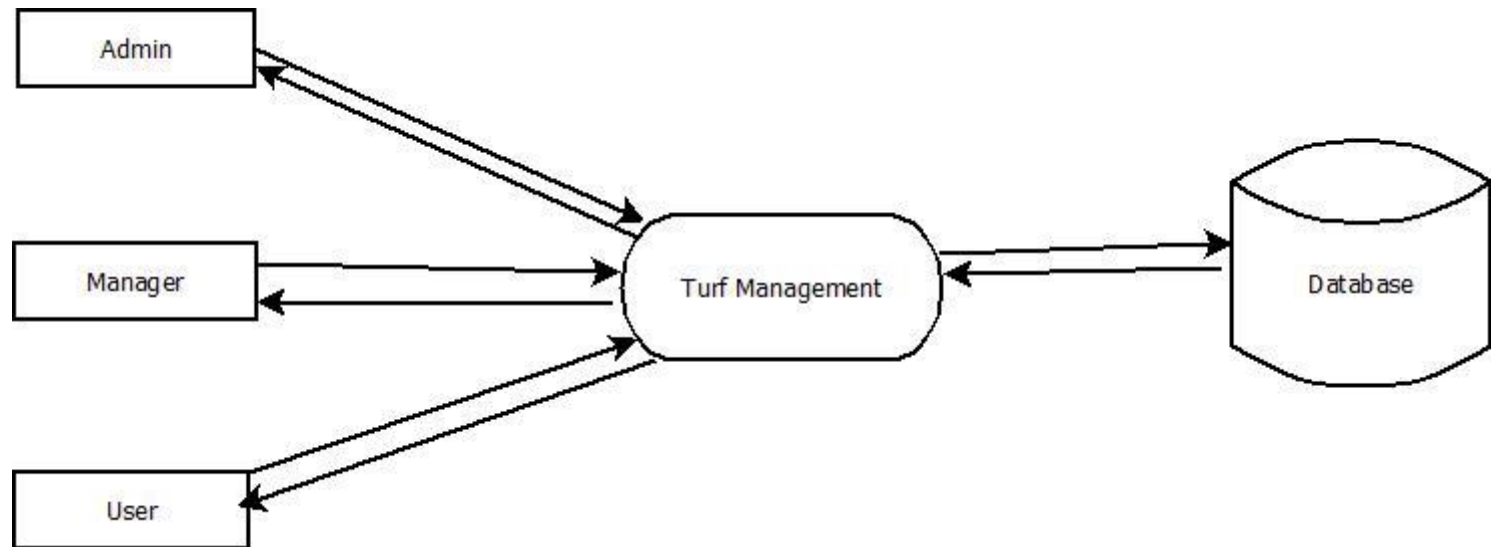 Admin
Manager
Turf Management
Database
User